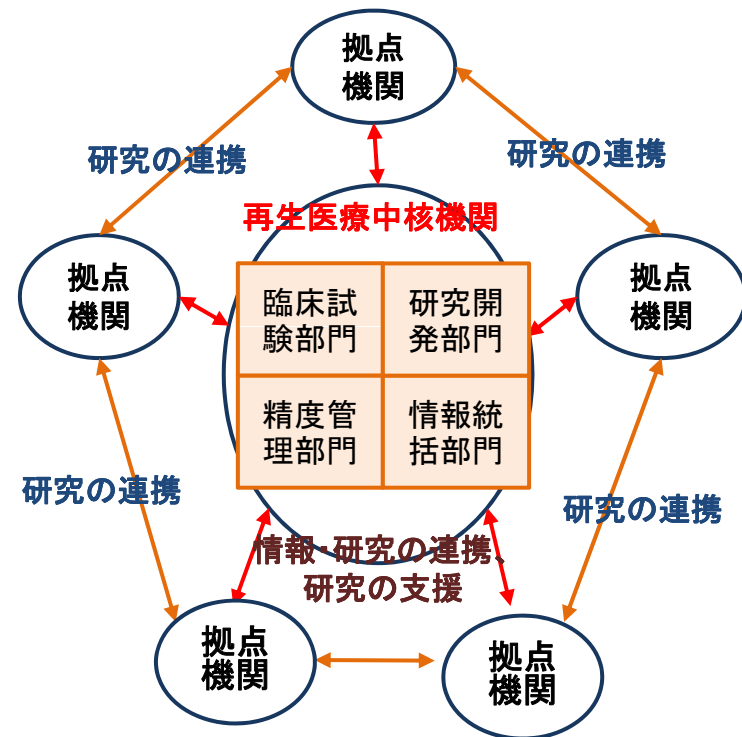 拠点
機関
研究の連携
研究の連携
再生医療中核機関
拠点
機関
臨床試
験部門
研究開
発部門
拠点
機関
精度管
理部門
情報統
括部門
研究の連携
研究の連携
情報・研究の連携、
研究の支援
拠点
機関
拠点
機関